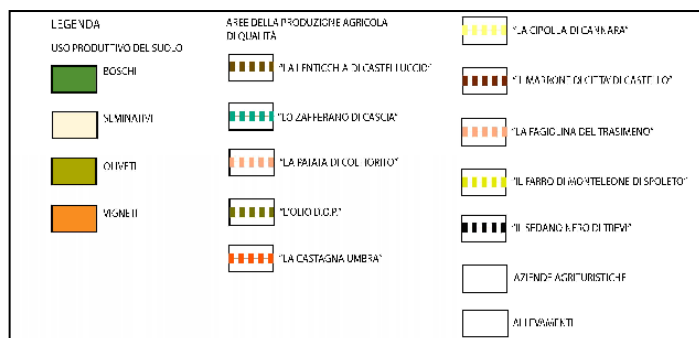 LEGENDA
USO PRODUTTIVO DEL SUOLO
BOSCHI
SEMINATIVI
OLIVETI
VIGNETI
AREE DELLA PRODUZIONE AGRICOLA
DI QUALITÀ
"LA LENTICCHIA DI CASTELLUCCIO"
"LO ZAFFERANO DI CASCIA"
"LA PATATA DI COLFIORITO"
"L'OLIO D.O.P."
"LA CASTAGNA UMBRA"
"LA CIPOLLA DI CANNARA"
"IL MARRONE DI CITTA' DI CASTELLO"
"LA FAGIOLINA DEL TRASIMENO"
"IL FARRO DI MONTELEONE DI SPOLETO"
"IL SEDANO NERO DI TREVI"
AZIENDE AGRITURISTICHE
ALLEVAMENTI